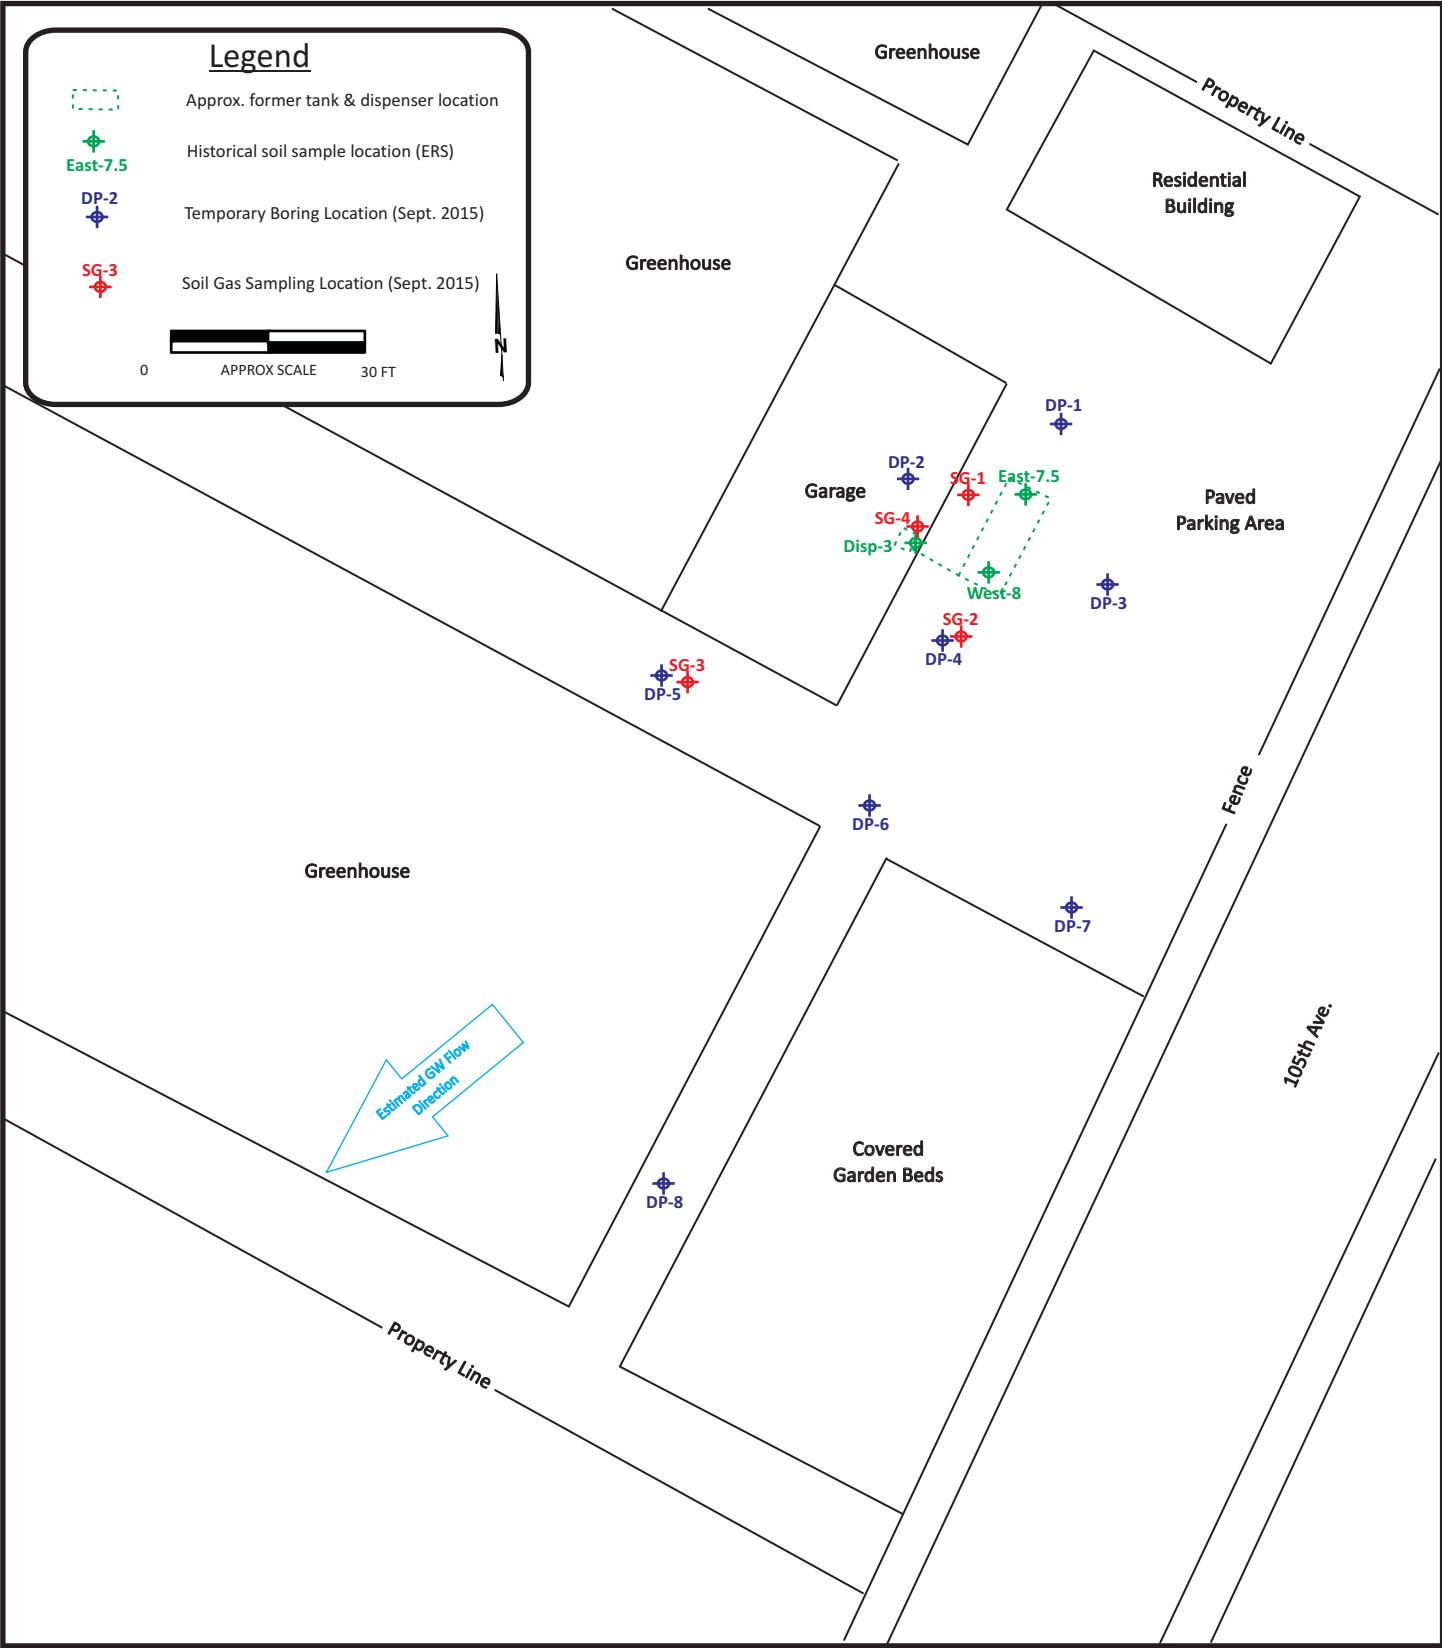 Legend
Approx. former tank & dispenser location
East-7.5
Historical soil sample location (ERS)
DP-2
Temporary Boring Location (Sept. 2015)
SG-3
Soil Gas Sampling Location (Sept. 2015)
N
0
APPROX SCALE
30 FT
Greenhouse
Property Line
Residential
Building
Greenhouse
DP-1
DP-2
SG-1
East-7.5
Garage
Paved
Parking Area
SG-4
Disp-3
West-8
DP-3
SG-2
DP-4
SG-3
DP-5
Fence
DP-6
Greenhouse
DP-7
105th Ave.
Estimated GW Flow
Direction
Covered
Garden Beds
DP-8
Property Line